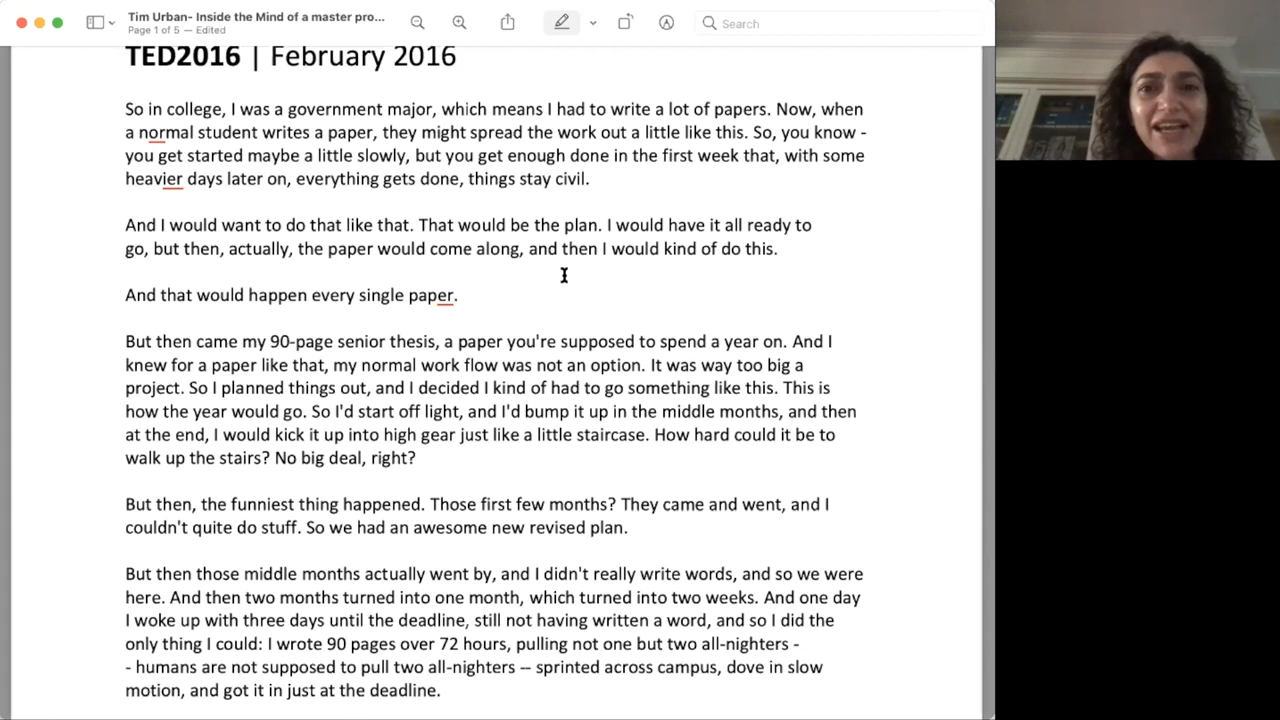 Tim Urban- Inside the Mind of a master pro...
Page 1 of 5 — Edited
Search
TED2016 | February 2016
So in college, I was a government major, which means I had to write a lot of papers. Now, when
a normal student writes a paper, they might spread the work out a little like this. So, you know -
you get started maybe a little slowly, but you get enough done in the first week that, with some
heavier days later on, everything gets done, things stay civil.
And I would want to do that like that. That would be the plan. I would have it all ready to
go, but then, actually, the paper would come along, and then I would kind of do this.
And that would happen every single paper.
But then came my 90-page senior thesis, a paper you're supposed to spend a year on. And I
knew for a paper like that, my normal work flow was not an option. It was way too big a
project. So I planned things out, and I decided I kind of had to go something like this. This is
how the year would go. So I'd start off light, and I'd bump it up in the middle months, and then
at the end, I would kick it up into high gear just like a little staircase. How hard could it be to
walk up the stairs? No big deal, right?
But then, the funniest thing happened. Those first few months? They came and went, and I
couldn't quite do stuff. So we had an awesome new revised plan.
But then those middle months actually went by, and I didn't really write words, and so we were
here. And then two months turned into one month, which turned into two weeks. And one day
I woke up with three days until the deadline, still not having written a word, and so I did the
only thing I could: I wrote 90 pages over 72 hours, pulling not one but two all-nighters -
- humans are not supposed to pull two all-nighters -- sprinted across campus, dove in slow
motion, and got it in just at the deadline.